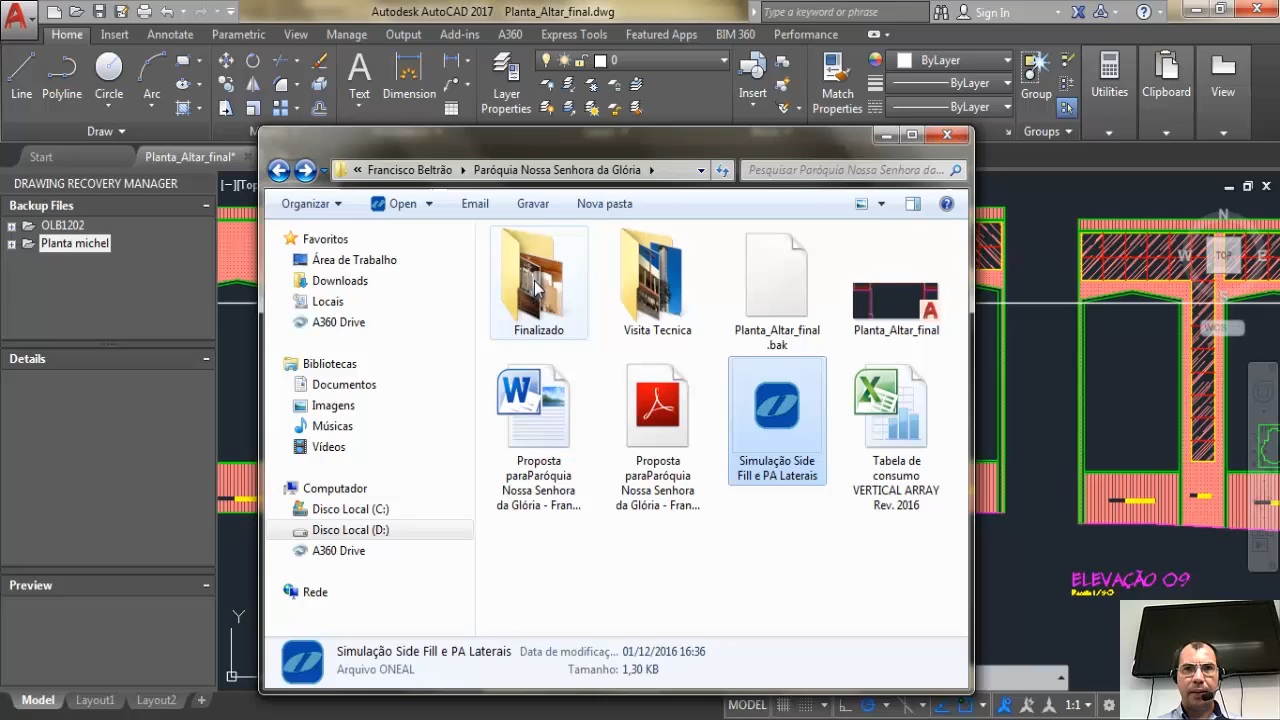 Autodesk AutoCAD 2017 Planta_Altar_final.dwg
Type a keyword or phrase
Sign In
Home Insert Annotate Parametric View Manage Output Add-ins A360 Express Tools Featured Apps BIM 360 Performance
0
ByLayer
ByLayer
ByLayer
Line Polyline Circle Arc Text Dimension Layer Properties Insert Match Properties Group Utilities Clipboard View
Draw
Groups
Start Planta_Altar_final*
DRAWING RECOVERY MANAGER
Backup Files
OLB1202
Planta michel
Details
Preview
[−][Top
« Francisco Beltrão Paróquia Nossa Senhora da Glória
Pesquisar Paróquia Nossa Senhora da...
Organizar Open Email Gravar Nova pasta
Favoritos
Área de Trabalho
Downloads
Locais
A360 Drive
Bibliotecas
Documentos
Imagens
Músicas
Vídeos
Computador
Disco Local (C:)
Disco Local (D:)
A360 Drive
Rede
Finalizado
Visita Tecnica
Planta_Altar_final
.bak
Planta_Altar_final
Proposta
paraParóquia
Nossa Senhora
da Glória - Fran...
Proposta
paraParóquia
Nossa Senhora
da Glória - Fran...
Simulação Side
Fill e PA Laterais
Tabela de
consumo
VERTICAL ARRAY
Rev. 2016
Simulação Side Fill e PA Laterais Data de modificaç... 01/12/2016 16:36
Arquivo ONEAL Tamanho: 1,30 KB
N
W TOP E
S
WCS
ELEVAÇÃO 09
Y
Model Layout1 Layout2 +
MODEL
1:1